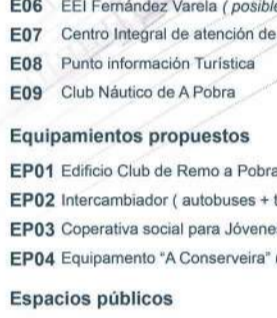 E06 EEI Fernández Varela ( posible
E07 Centro Integral de atención de
E08 Punto información Turística
E09 Club Náutico de A Pobra
Equipamientos propuestos
EP01 Edificio Club de Remo a Pobra
EP02 Intercambiador ( autobuses + t
EP03 Coperativa social para Jóvene
EP04 Equipamento “A Conserveira” (
Espacios públicos